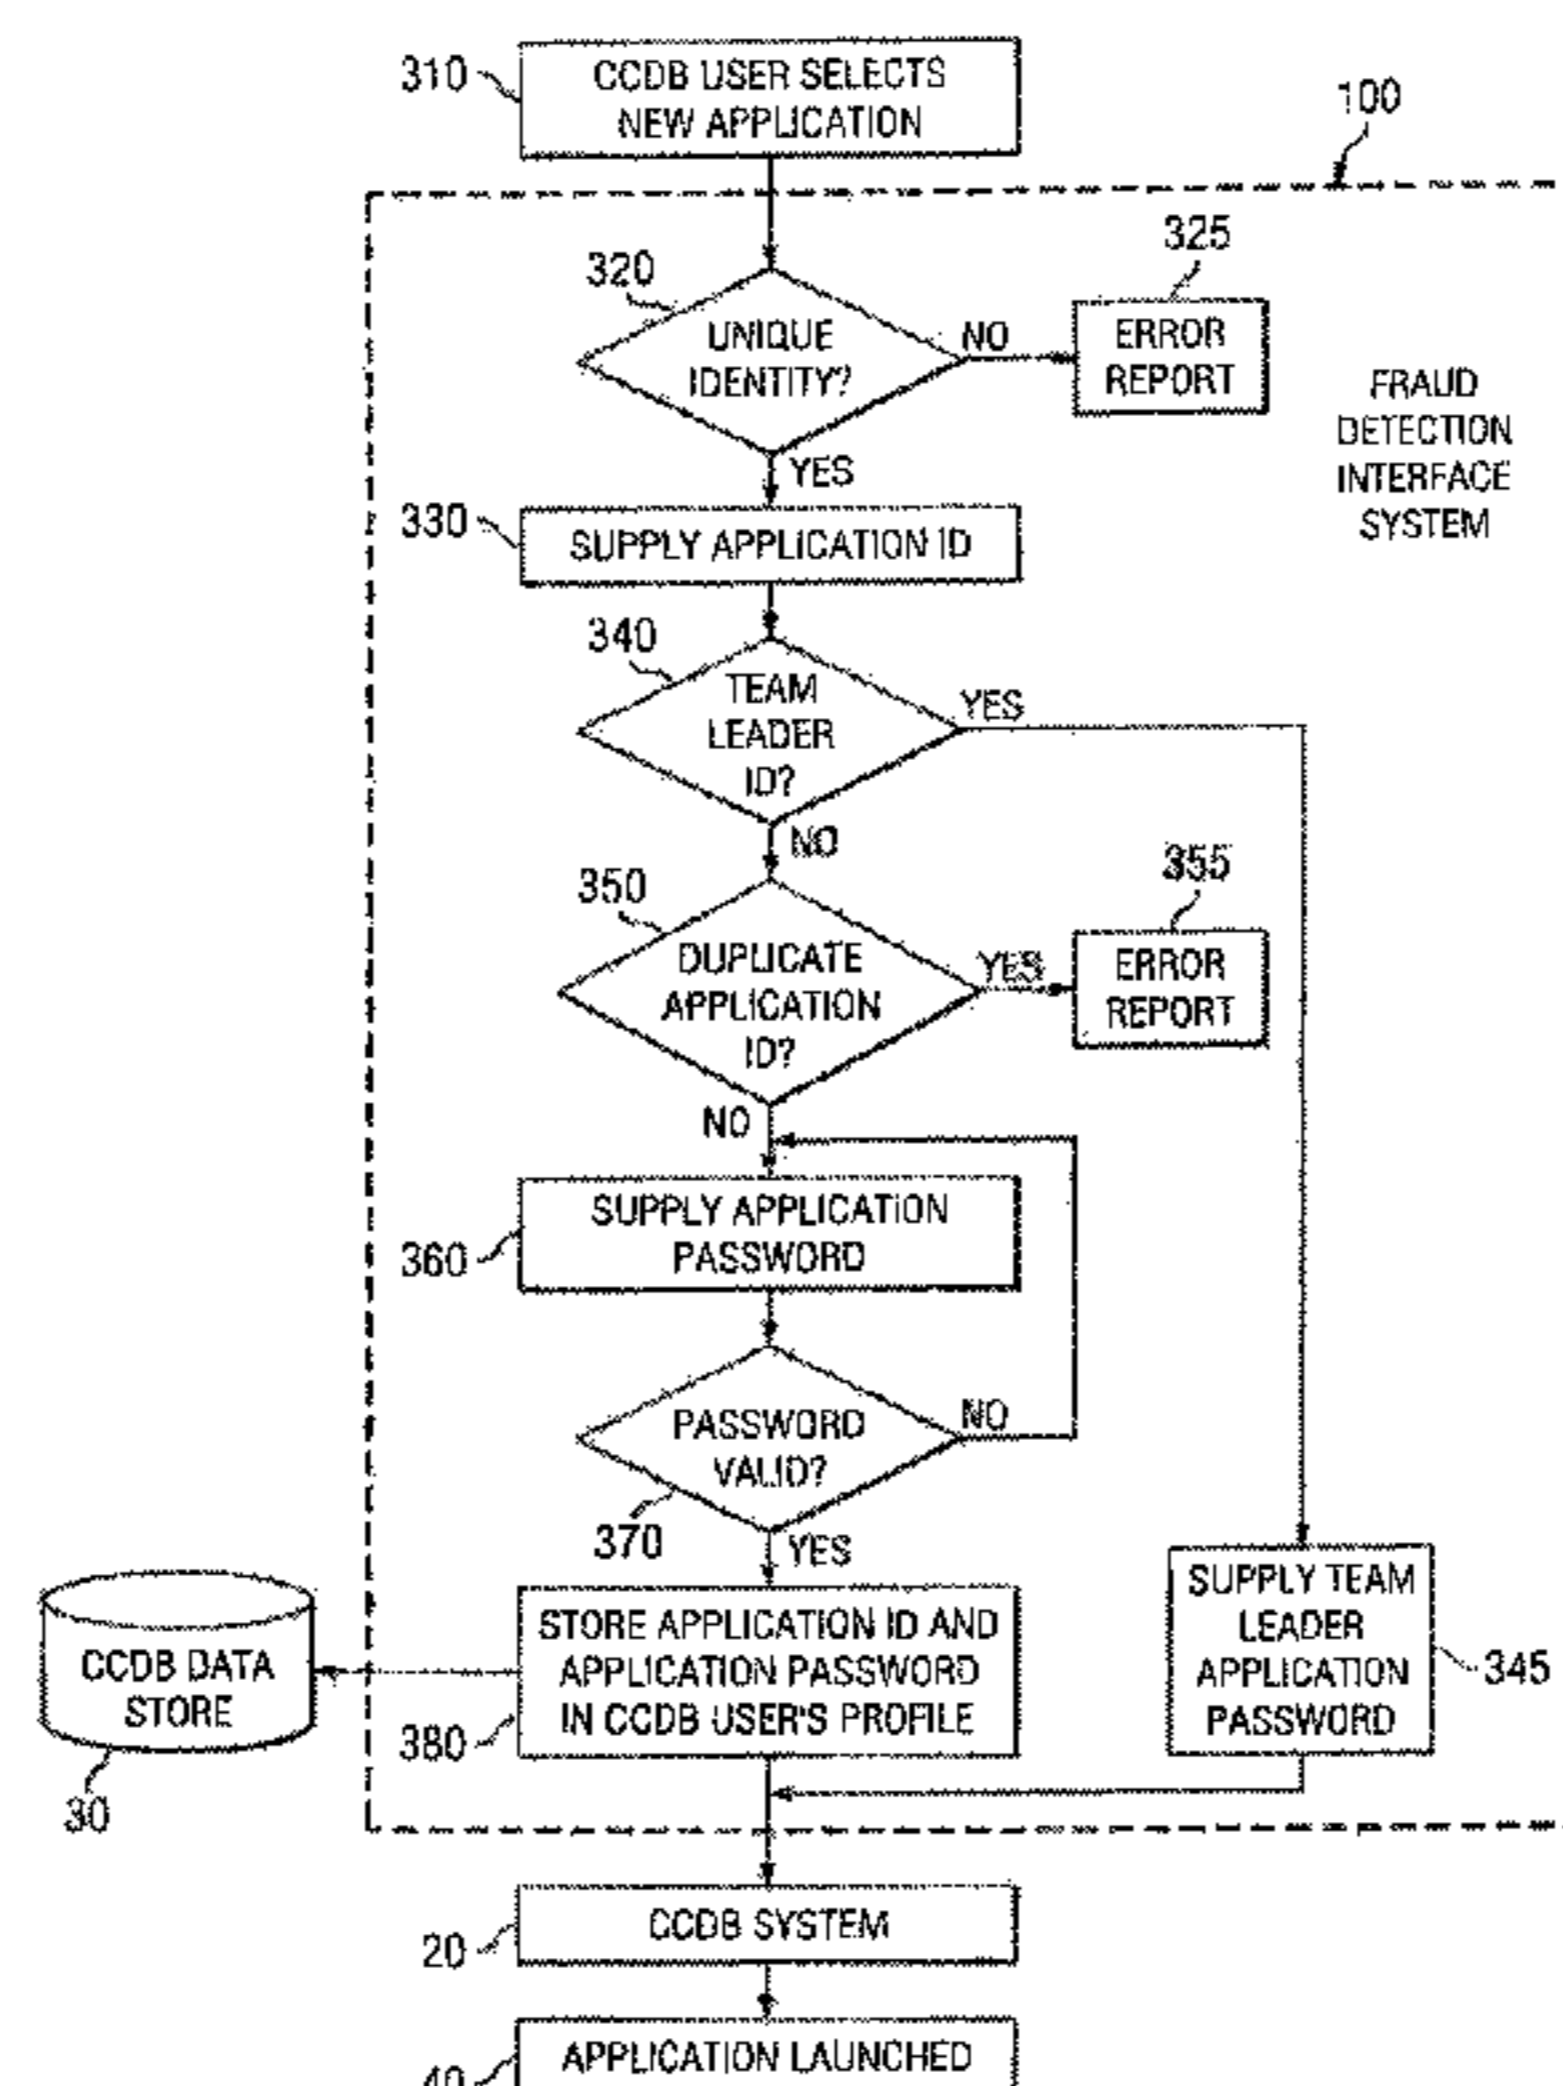 310
CCDB USER SELECTS
NEW APPLICATION
100
325
320
UNIQUE
IDENTITY?
NO
ERROR
REPORT
FRAUD
DETECTION
INTERFACE
SYSTEM
YES
330
SUPPLY APPLICATION ID
340
TEAM
LEADER
ID?
YES
NO
355
350
DUPLICATE
APPLICATION
ID?
YES
ERROR
REPORT
NO
360
SUPPLY APPLICATION
PASSWORD
PASSWORD
VALID?
NO
370
YES
CCDB DATA
STORE
30
STORE APPLICATION ID AND
APPLICATION PASSWORD
IN CCDB USER'S PROFILE
380
SUPPLY TEAM
LEADER
APPLICATION
PASSWORD
345
CCDB SYSTEM
20
APPLICATION LAUNCHED
40